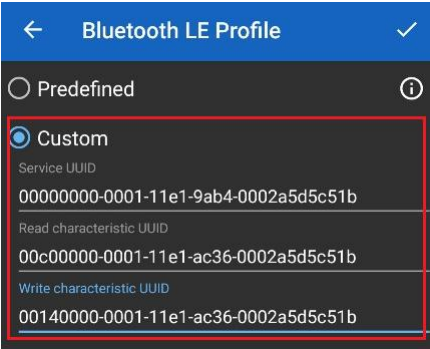 Bluetooth LE Profile
Predefined
Custom
Service UUID
00000000-0001-11e1-9ab4-0002a5d5c51b
Read characteristic UUID
00c00000-0001-11e1-ac36-0002a5d5c51b
Write characteristic UUID
00140000-0001-11e1-ac36-0002a5d5c51b